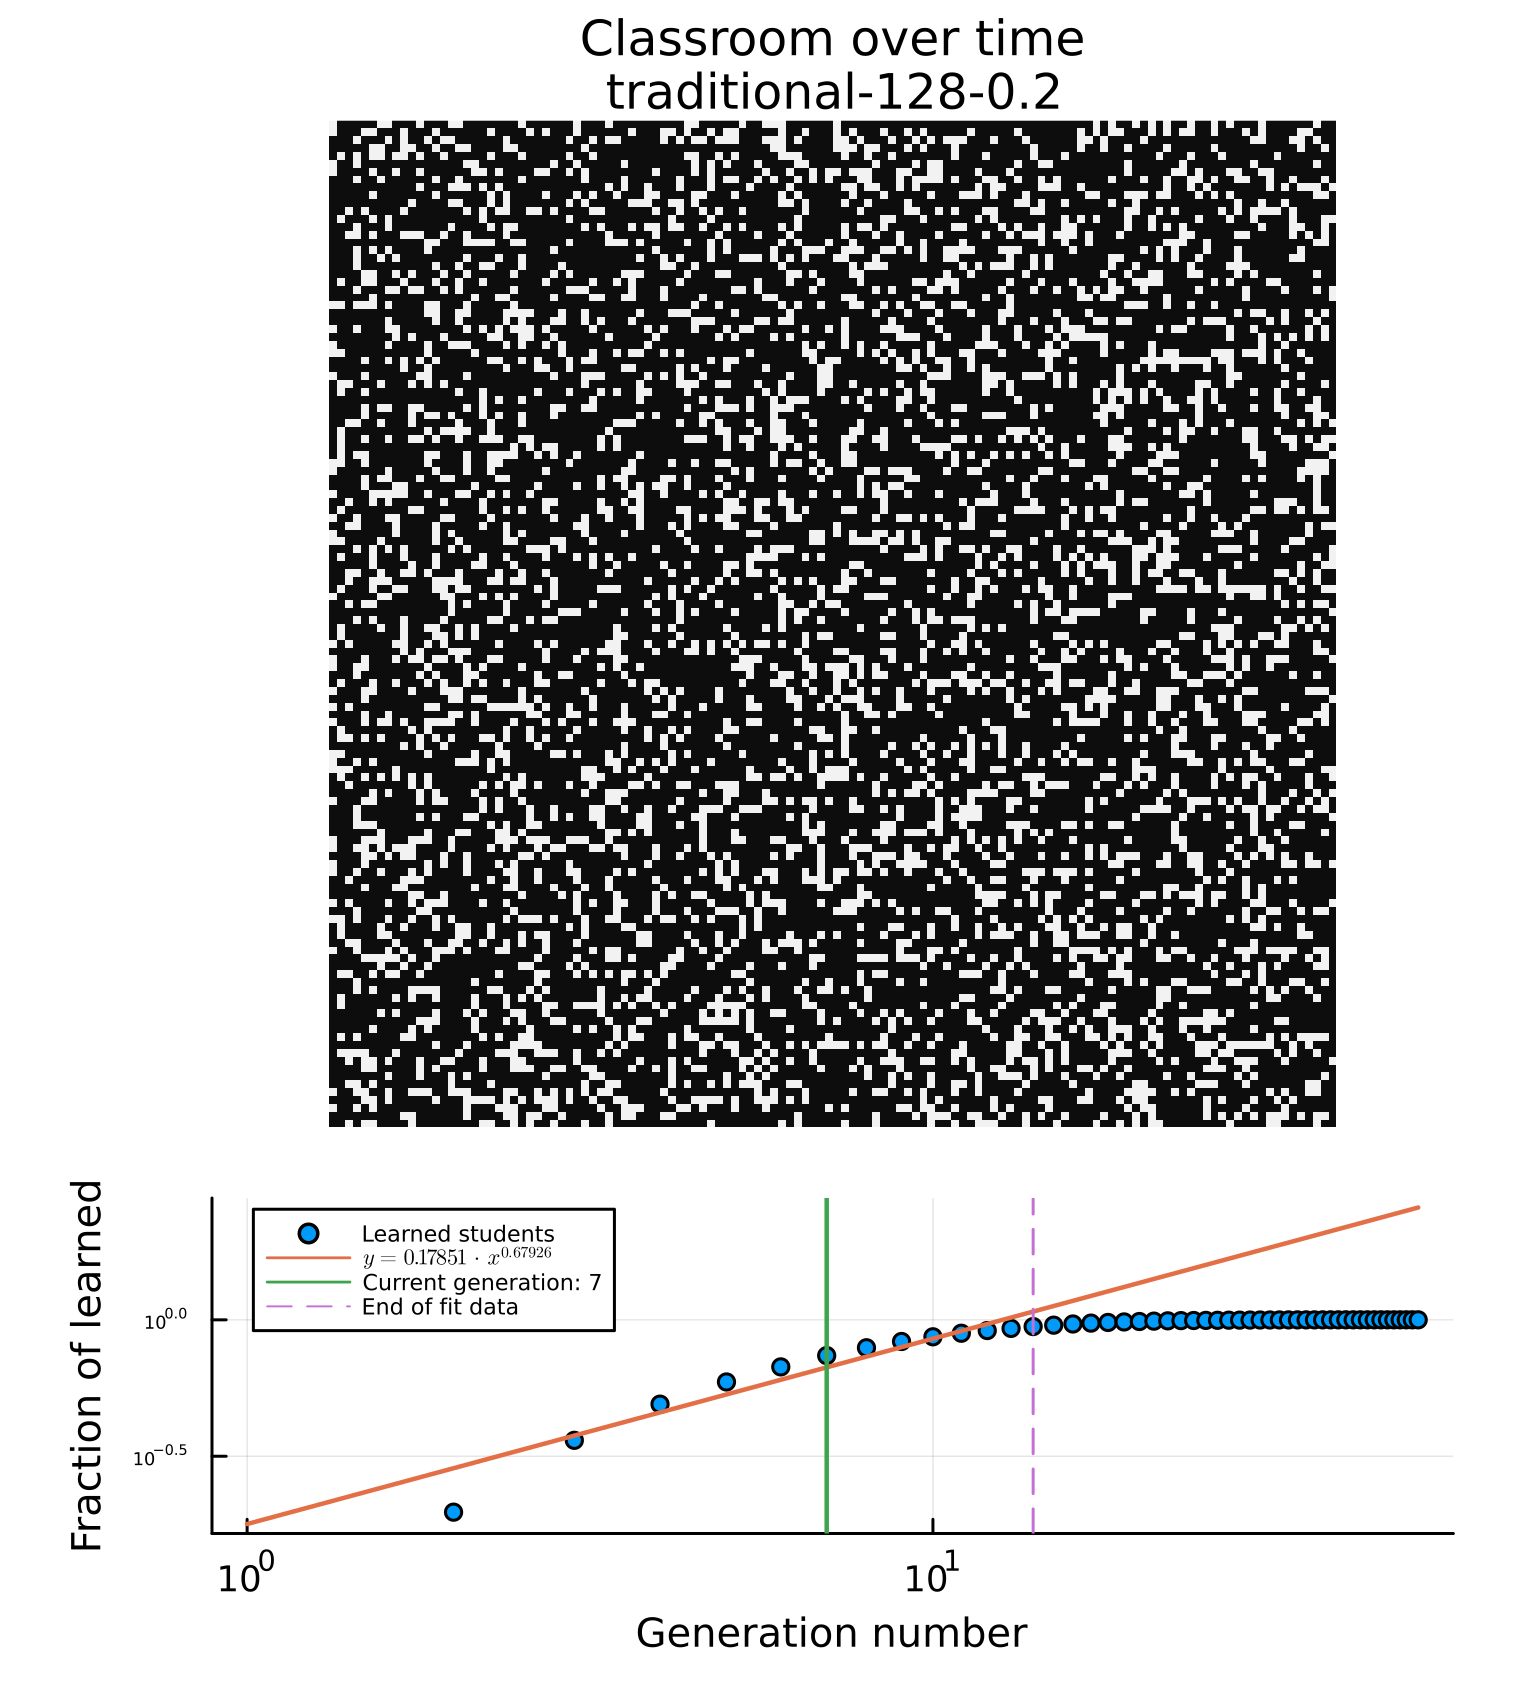 Classroom over time
traditional-128-0.2
Fraction of learned
Learned students
y = 0.17851 · x^0.67926
Current generation: 7
End of fit data
10^0.0
10^−0.5
10^0
10^1
Generation number